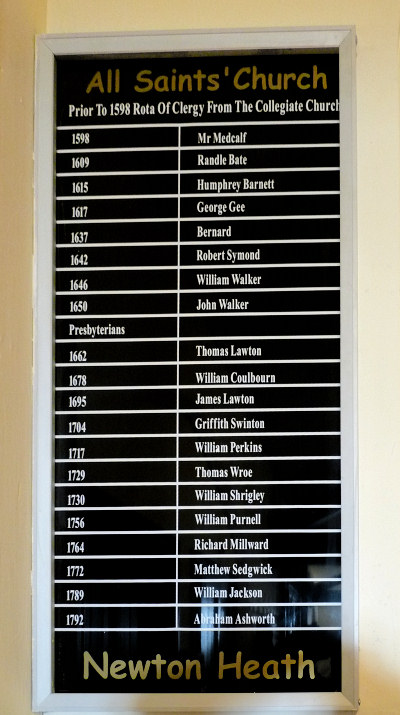 All Saints' Church
Prior To 1598 Rota Of Clergy From The Collegiate Church
1598 Mr Medcalf
1609 Randle Bate
1615 Humphrey Barnett
1617 George Gee
1637 Bernard
1642 Robert Symond
1646 William Walker
1650 John Walker
Presbyterians
1662 Thomas Lawton
1678 William Coulbourn
1695 James Lawton
1704 Griffith Swinton
1717 William Perkins
1729 Thomas Wroe
1730 William Shrigley
1756 William Purnell
1764 Richard Millward
1772 Matthew Sedgwick
1789 William Jackson
1792 Abraham Ashworth
Newton Heath